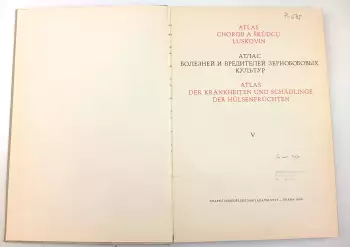 ATLAS
CHOROB A ŠKŮDCŮ
LUSKOVIN
АТЛАС
БОЛЕЗНЕЙ И ВРЕДИТЕЛЕЙ ЗЕРНОБОБОВЫХ
КУЛЬТУР
ATLAS
DER KRANKHEITEN UND SCHÄDLINGE
DER HÜLSENFRÜCHTEN
V